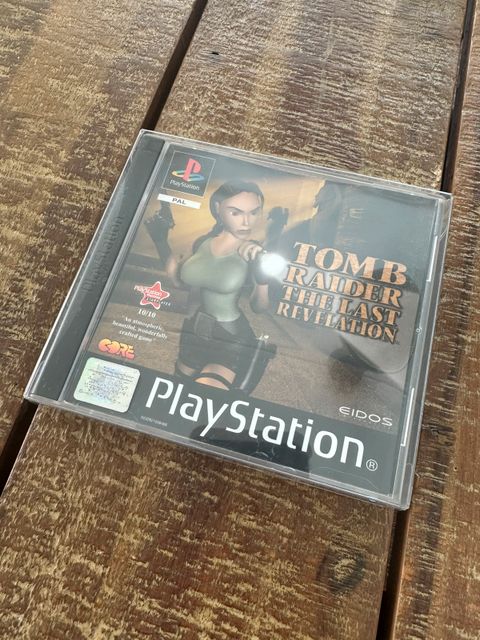 PlayStation
PAL
PlayStation
TOMB
RAIDER
THE LAST
REVELATION
10/10
'An atmospheric,
beautiful, wonderfully
crafted game'
CORE
EIDOS
PlayStation®